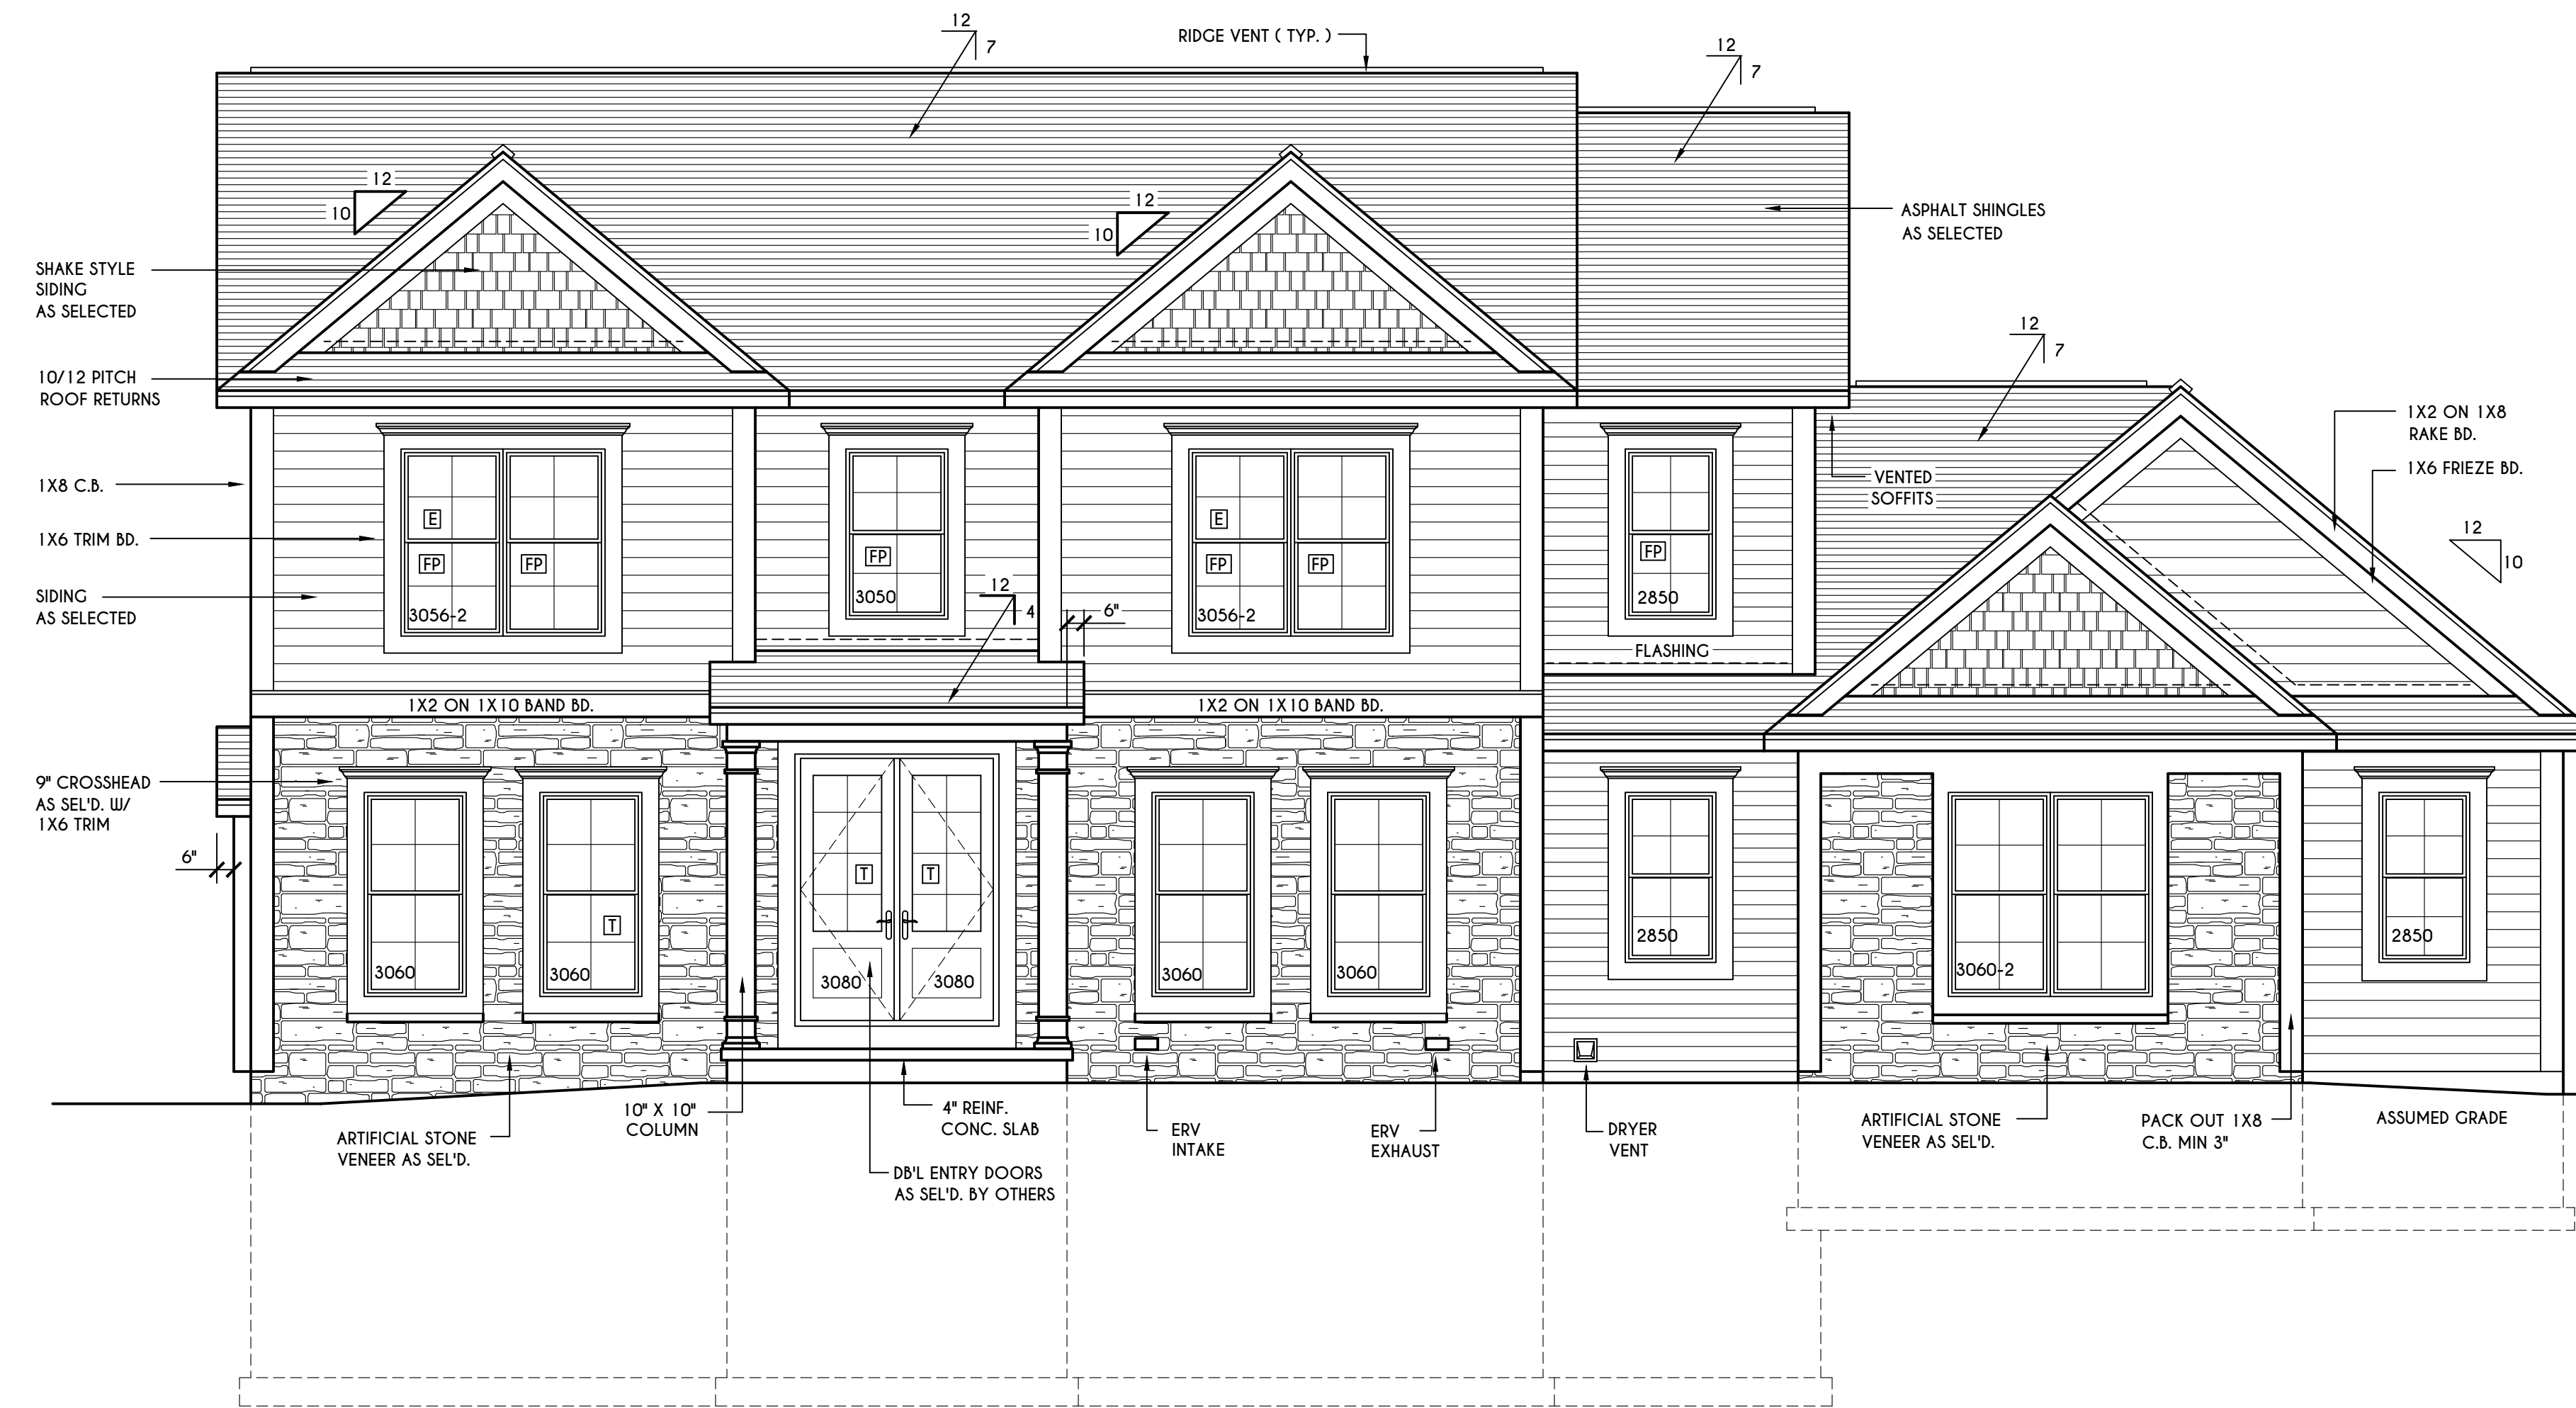 12
7
RIDGE VENT ( TYP. )
12
7
12
10
12
10
ASPHALT SHINGLES
AS SELECTED
SHAKE STYLE
SIDING
AS SELECTED
12
7
10/12 PITCH
ROOF RETURNS
1X2 ON 1X8
RAKE BD.
1X6 FRIEZE BD.
1X8 C.B.
VENTED
SOFFITS
E
E
12
10
1X6 TRIM BD.
FP
FP
FP
FP
FP
FP
SIDING
AS SELECTED
3056-2
3050
12
4
6"
3056-2
2850
FLASHING
1X2 ON 1X10 BAND BD.
1X2 ON 1X10 BAND BD.
9" CROSSHEAD
AS SEL'D. W/
1X6 TRIM
6"
T
T
T
3060
3060
3080
3080
3060
3060
2850
3060-2
2850
10" X 10"
COLUMN
4" REINF.
CONC. SLAB
ARTIFICIAL STONE
VENEER AS SEL'D.
DB'L ENTRY DOORS
AS SEL'D. BY OTHERS
ERV
INTAKE
ERV
EXHAUST
DRYER
VENT
ARTIFICIAL STONE
VENEER AS SEL'D.
PACK OUT 1X8
C.B. MIN 3"
ASSUMED GRADE